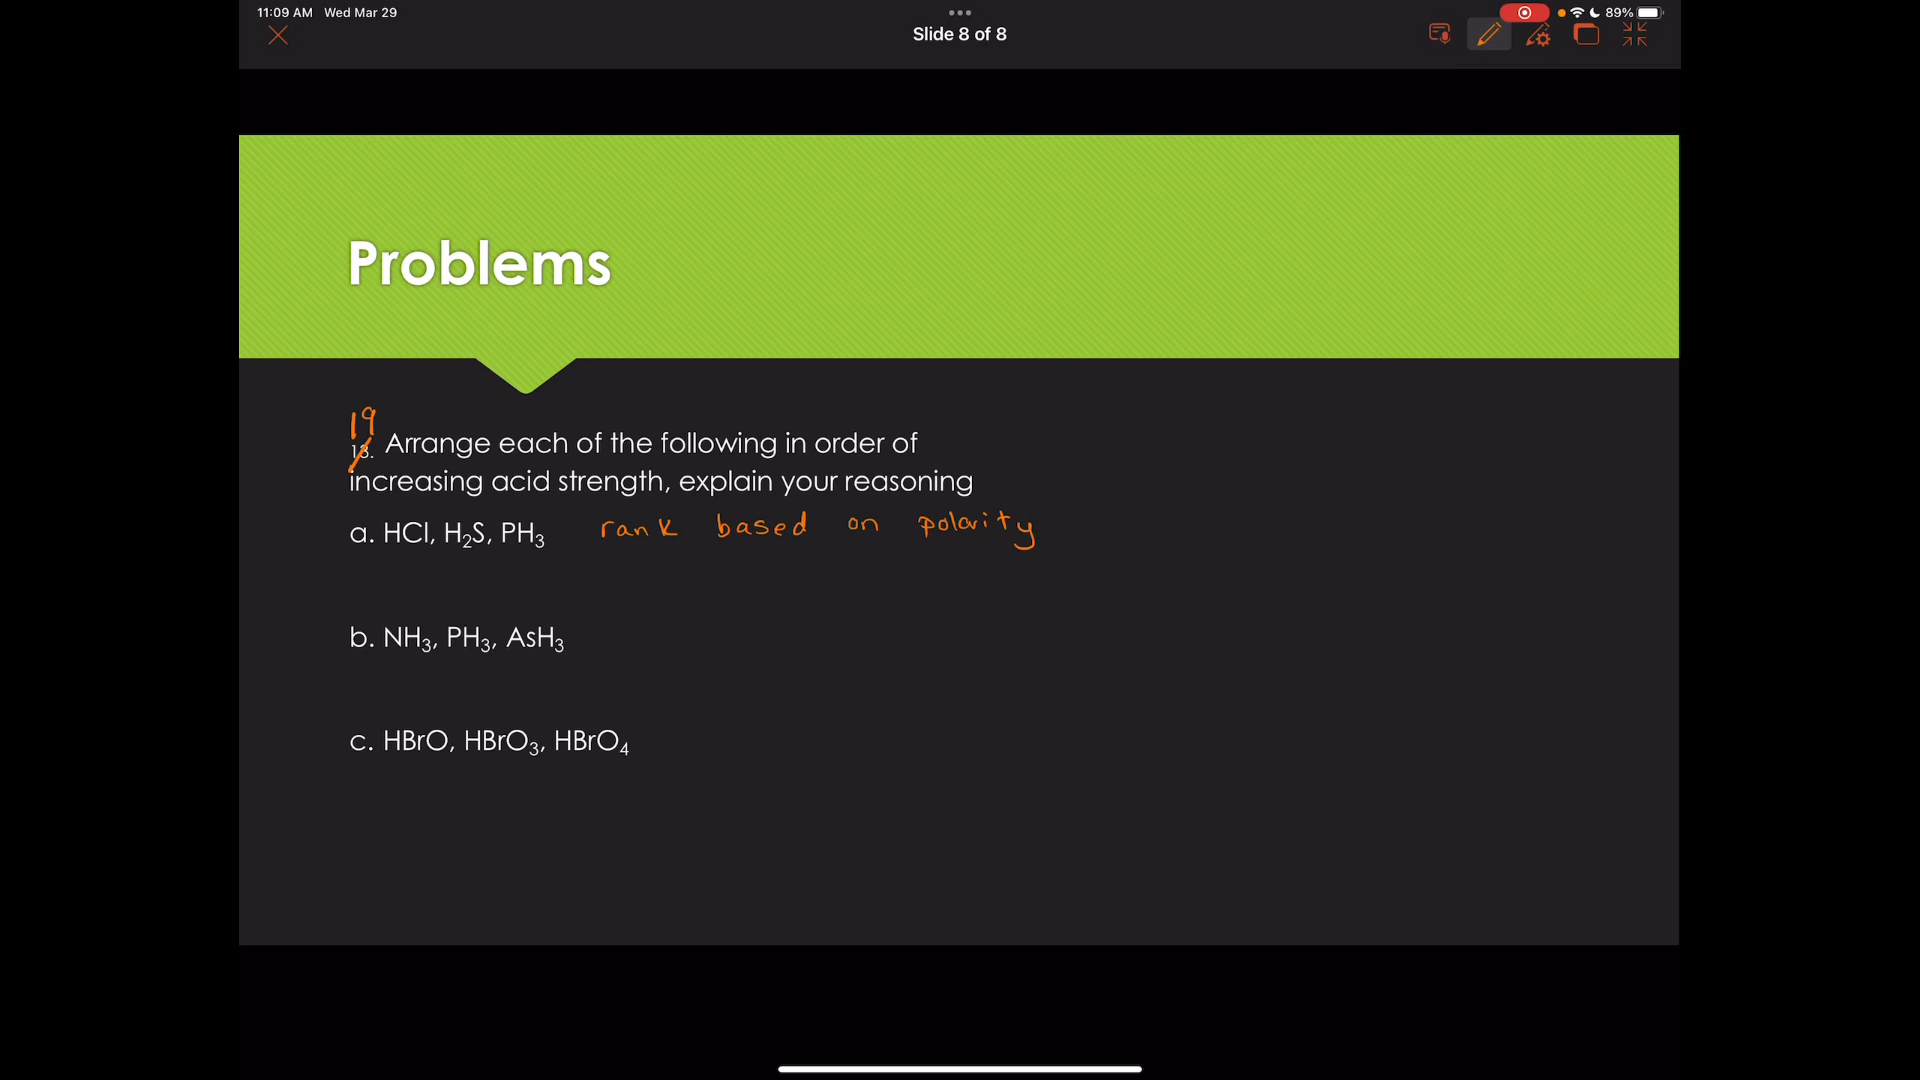 11:09 AM Wed Mar 29
89%
Slide 8 of 8
Problems
19
13. Arrange each of the following in order of
increasing acid strength, explain your reasoning
a. HCl, H₂S, PH₃ rank based on polarity
b. NH₃, PH₃, AsH₃
c. HBrO, HBrO₃, HBrO₄